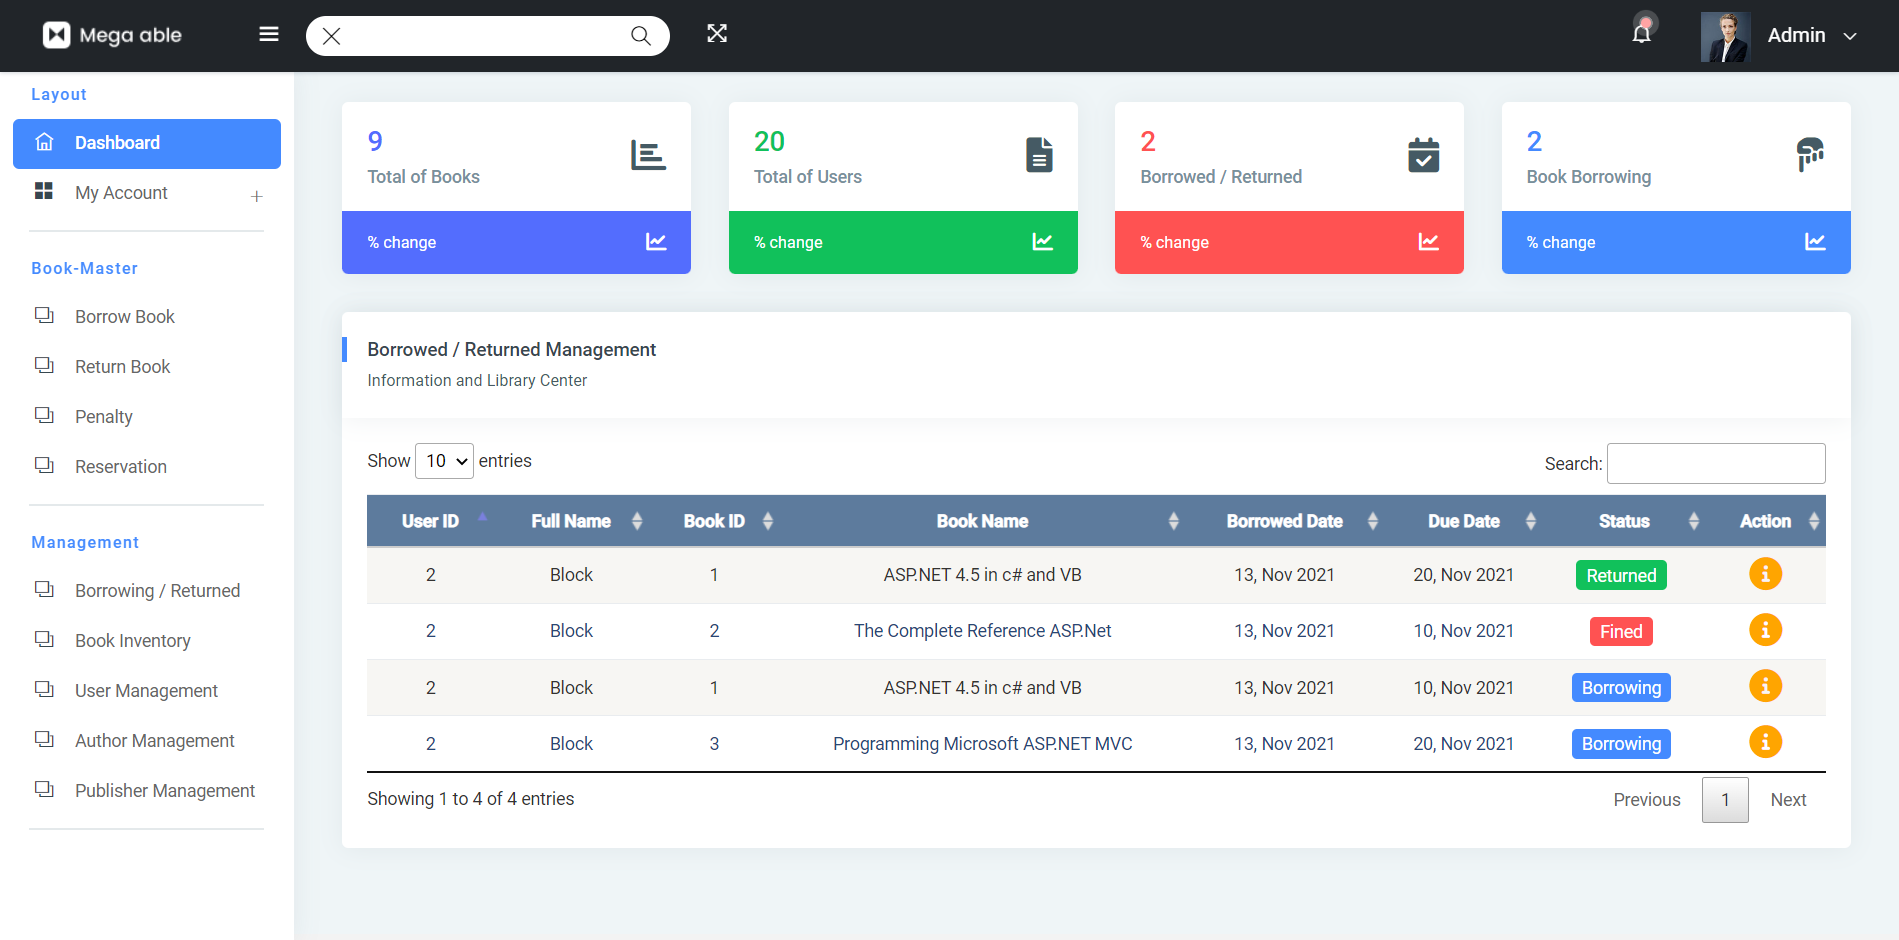 Mega able
Admin
Layout
Dashboard
My Account
Book-Master
Borrow Book
Return Book
Penalty
Reservation
Management
Borrowing / Returned
Book Inventory
User Management
Author Management
Publisher Management
9
Total of Books
% change
20
Total of Users
% change
2
Borrowed / Returned
% change
2
Book Borrowing
% change
Borrowed / Returned Management
Information and Library Center
Show 10 entries
Search:
User ID Full Name Book ID Book Name Borrowed Date Due Date Status Action
2 Block 1 ASP.NET 4.5 in c# and VB 13, Nov 2021 20, Nov 2021 Returned
2 Block 2 The Complete Reference ASP.Net 13, Nov 2021 10, Nov 2021 Fined
2 Block 1 ASP.NET 4.5 in c# and VB 13, Nov 2021 10, Nov 2021 Borrowing
2 Block 3 Programming Microsoft ASP.NET MVC 13, Nov 2021 20, Nov 2021 Borrowing
Showing 1 to 4 of 4 entries
Previous 1 Next